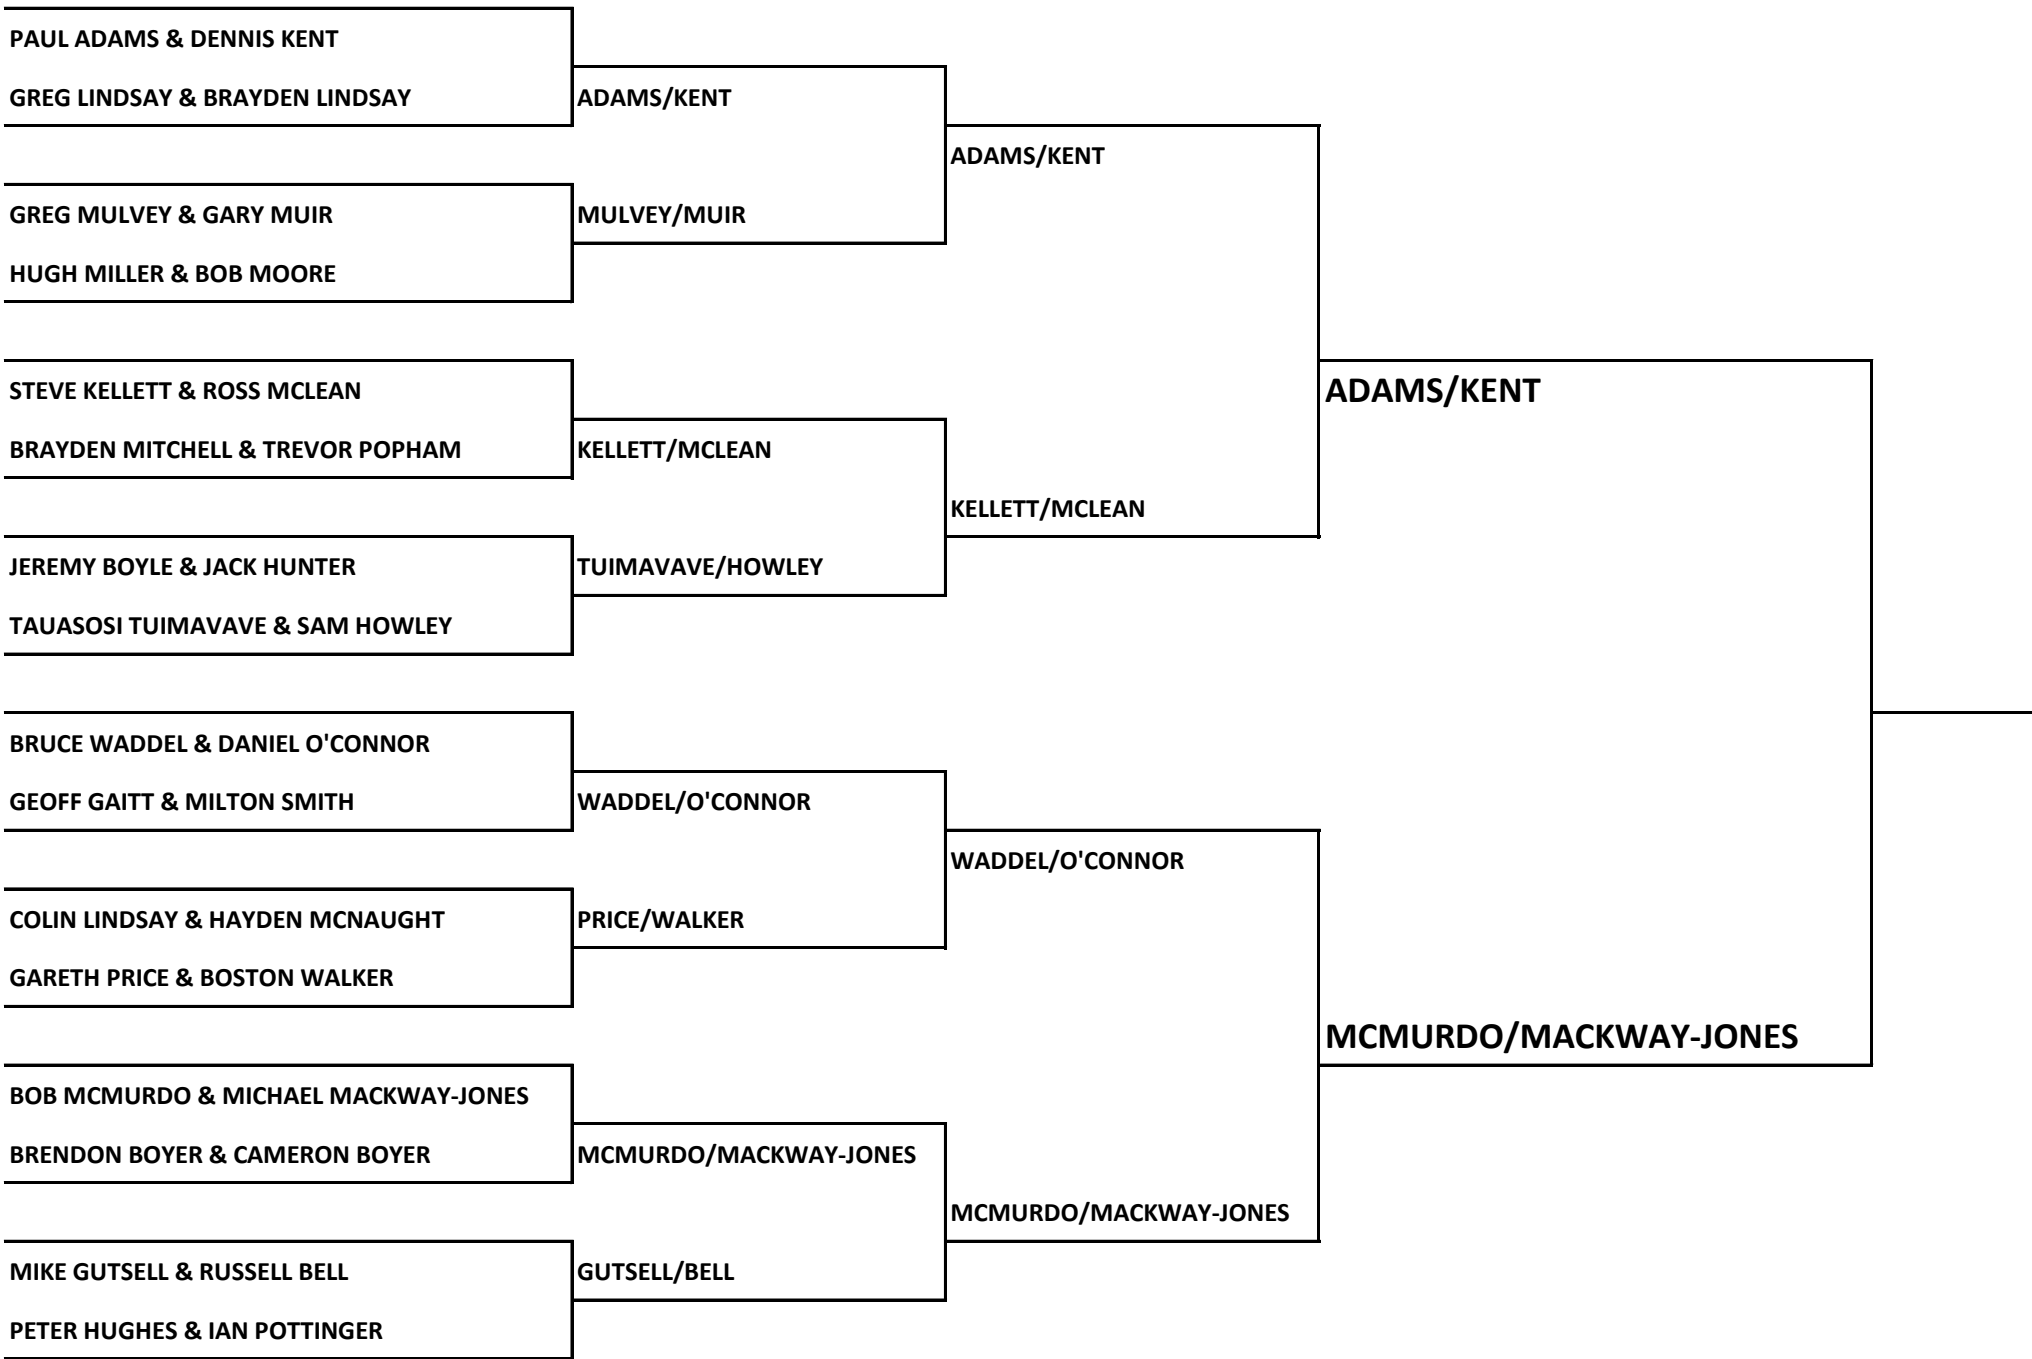 PAUL ADAMS & DENNIS KENT
GREG LINDSAY & BRAYDEN LINDSAY
GREG MULVEY & GARY MUIR
HUGH MILLER & BOB MOORE
STEVE KELLETT & ROSS MCLEAN
BRAYDEN MITCHELL & TREVOR POPHAM
JEREMY BOYLE & JACK HUNTER
TAUASOSI TUIMAVAVE & SAM HOWLEY
BRUCE WADDEL & DANIEL O'CONNOR
GEOFF GAITT & MILTON SMITH
COLIN LINDSAY & HAYDEN MCNAUGHT
GARETH PRICE & BOSTON WALKER
BOB MCMURDO & MICHAEL MACKWAY-JONES
BRENDON BOYER & CAMERON BOYER
MIKE GUTSELL & RUSSELL BELL
PETER HUGHES & IAN POTTINGER
ADAMS/KENT
MULVEY/MUIR
KELLETT/MCLEAN
TUIMAVAVE/HOWLEY
WADDEL/O'CONNOR
PRICE/WALKER
MCMURDO/MACKWAY-JONES
GUTSELL/BELL
ADAMS/KENT
KELLETT/MCLEAN
WADDEL/O'CONNOR
MCMURDO/MACKWAY-JONES
ADAMS/KENT
MCMURDO/MACKWAY-JONES